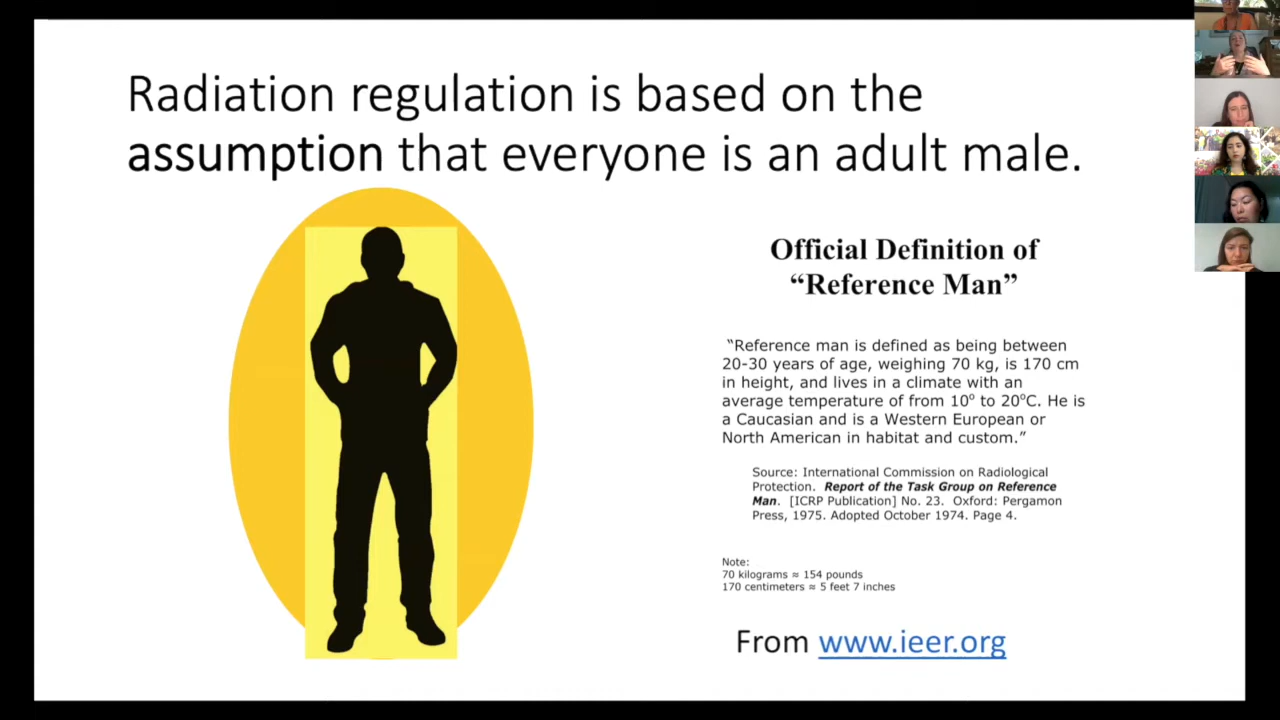 Radiation regulation is based on the
assumption that everyone is an adult male.
Official Definition of
“Reference Man”
“Reference man is defined as being between
20-30 years of age, weighing 70 kg, is 170 cm
in height, and lives in a climate with an
average temperature of from 10º to 20ºC. He is
a Caucasian and is a Western European or
North American in habitat and custom.”
Source: International Commission on Radiological
Protection. Report of the Task Group on Reference
Man. [ICRP Publication] No. 23. Oxford: Pergamon
Press, 1975. Adopted October 1974. Page 4.
Note:
70 kilograms ≈ 154 pounds
170 centimeters ≈ 5 feet 7 inches
From www.ieer.org